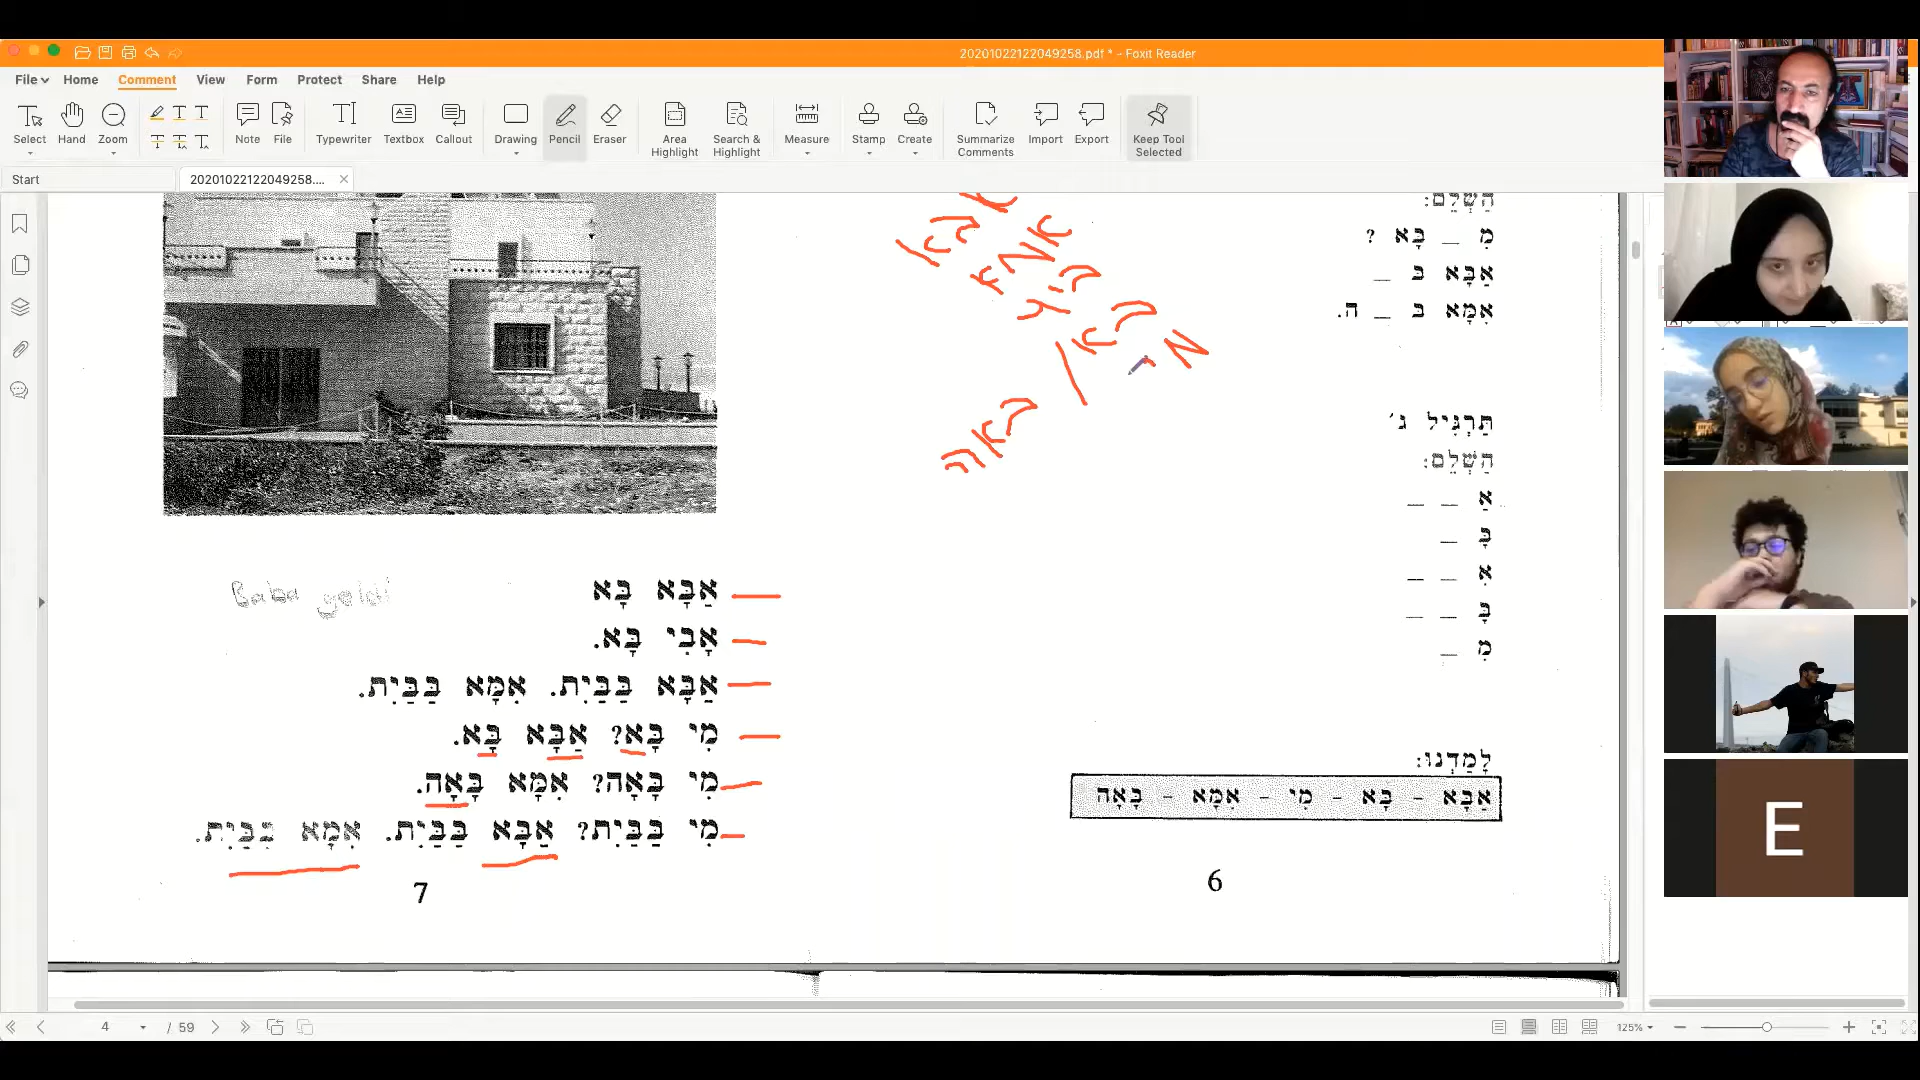 20201022122049258.pdf * - Foxit Reader
File Home Comment View Form Protect Share Help
Select Hand Zoom Note File Typewriter Textbox Callout Drawing Pencil Eraser Area Highlight Search & Highlight Measure Stamp Create Summarize Comments Import Export Keep Tool Selected
Start 20201022122049258....
הַשְׁלֵם:
מִ _ בָּא ?
אַבָּא בּ _
אִמָּא בּ _ ה.
תַּרְגִּיל ג׳
הַשְׁלֵם:
אַ _ _
בָּ _
אִ _ _
בָּ _ _
מִ _
לָמַדְנוּ:
אַבָּא - בָּא - מִי - אִמָּא - בָּאָה
6
Baba geldi
אַבָּא בָּא
אָבִי בָּא.
אַבָּא בַּבַּיִת. אִמָּא בַּבַּיִת.
מִי בָּא? אַבָּא בָּא.
מִי בָּאָה? אִמָּא בָּאָה.
מִי בַּבַּיִת? אַבָּא בַּבַּיִת. אִמָּא בַּבַּיִת.
7
E
4 / 59
125%